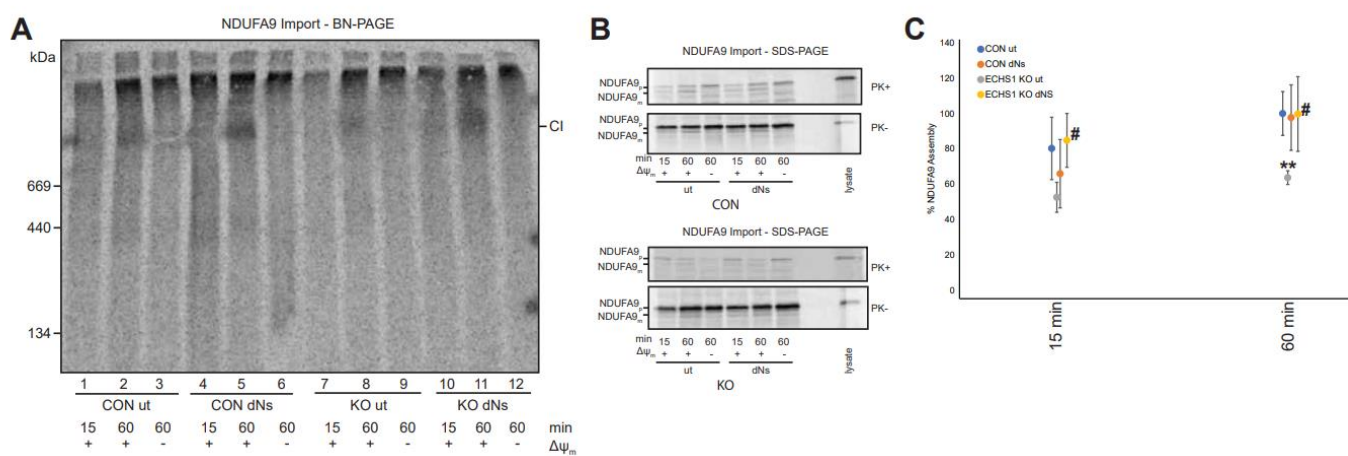 A
NDUFA9 Import - BN-PAGE
kDa
CI
669
440
134
1 2 3 4 5 6 7 8 9 10 11 12
CON ut CON dNs KO ut KO dNs
15 60 60 15 60 60 15 60 60 15 60 60 min
+ + - + + - + + - + + - Δψm
B
NDUFA9 Import - SDS-PAGE
NDUFA9p
NDUFA9m
PK+
NDUFA9p
NDUFA9m
PK-
min 15 60 60 15 60 60
Δψm + + - + + -
ut dNs lysate
CON
NDUFA9 Import - SDS-PAGE
NDUFA9p
NDUFA9m
PK+
NDUFA9p
NDUFA9m
PK-
min 15 60 60 15 60 60
Δψm + + - + + -
ut dNs lysate
KO
C
% NDUFA9 Assembly
140
120
100
80
60
40
20
0
CON ut
CON dNs
ECHS1 KO ut
ECHS1 KO dNS
#
#
**
15 min
60 min